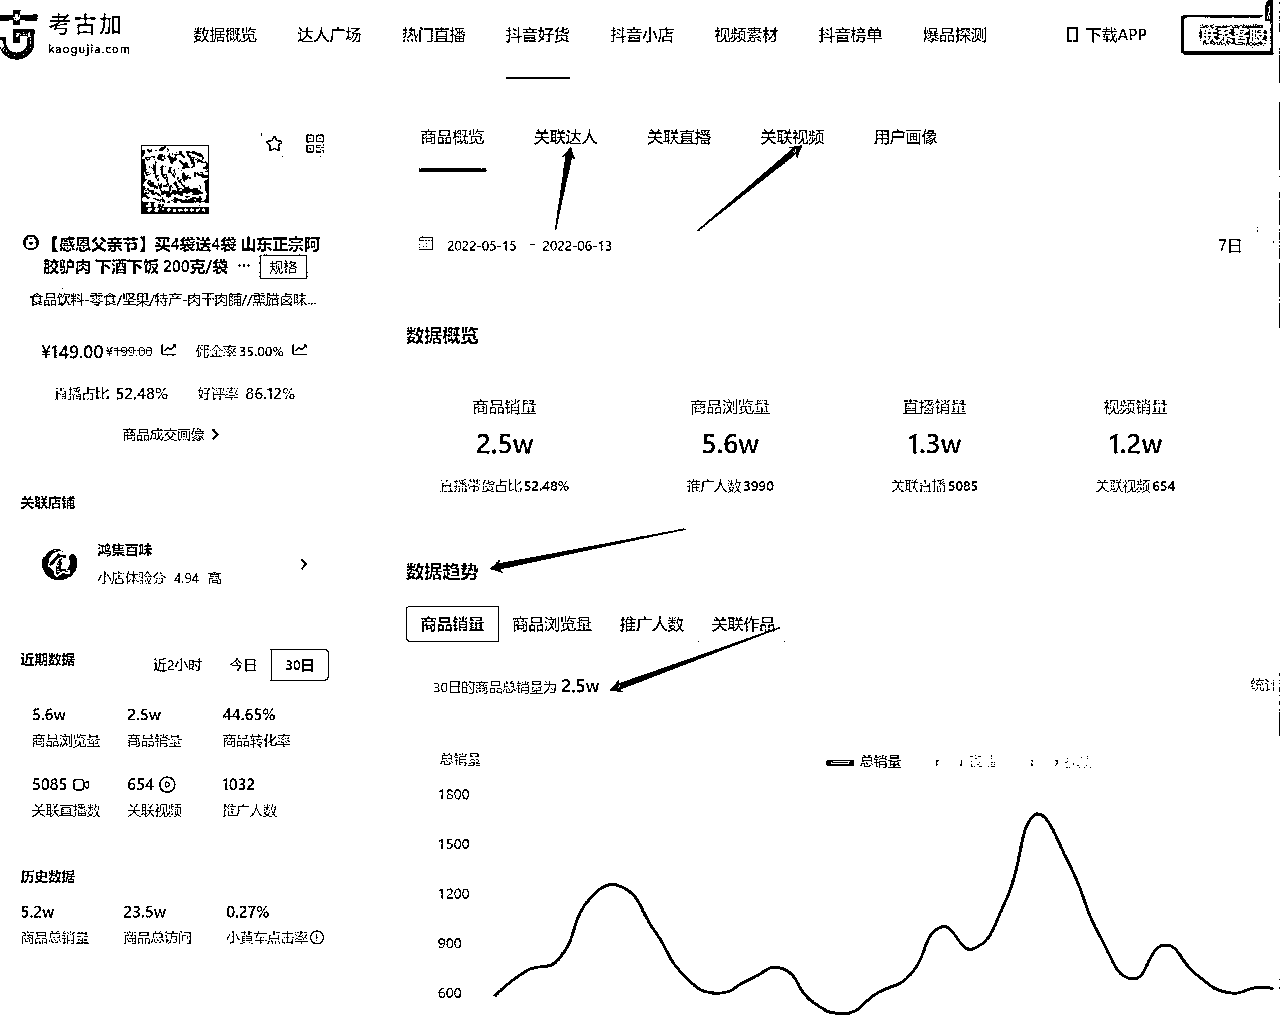 考古加
kaogujia.com
数据概览 达人广场 热门直播 抖音好货 抖音小店 视频素材 抖音榜单 爆品探测 下载APP 联系客服
商品概览 关联达人 关联直播 关联视频 用户画像
2022-05-15 - 2022-06-13 7日
【感恩父亲节】买4袋送4袋 山东正宗阿
胶驴肉 下酒下饭 200克/袋 ... 规格
食品饮料-零食/坚果/特产-肉干肉脯//熏腊卤味...
¥149.00 ¥199.00 佣金率 35.00%
直播占比 52.48% 好评率 86.12%
商品成交画像
关联店铺
鸿集百味
小店体验分 4.94 高
近期数据 近2小时 今日 30日
5.6w 2.5w 44.65%
商品浏览量 商品销量 商品转化率
5085 654 1032
关联直播数 关联视频 推广人数
历史数据
5.2w 23.5w 0.27%
商品总销量 商品总访问 小黄车点击率
数据概览
商品销量 商品浏览量 直播销量 视频销量
2.5w 5.6w 1.3w 1.2w
直播带货占比 52.48% 推广人数 3990 关联直播 5085 关联视频 654
数据趋势
商品销量 商品浏览量 推广人数 关联作品
30日的商品总销量为 2.5w 统计
总销量 总销量
1800
1500
1200
900
600